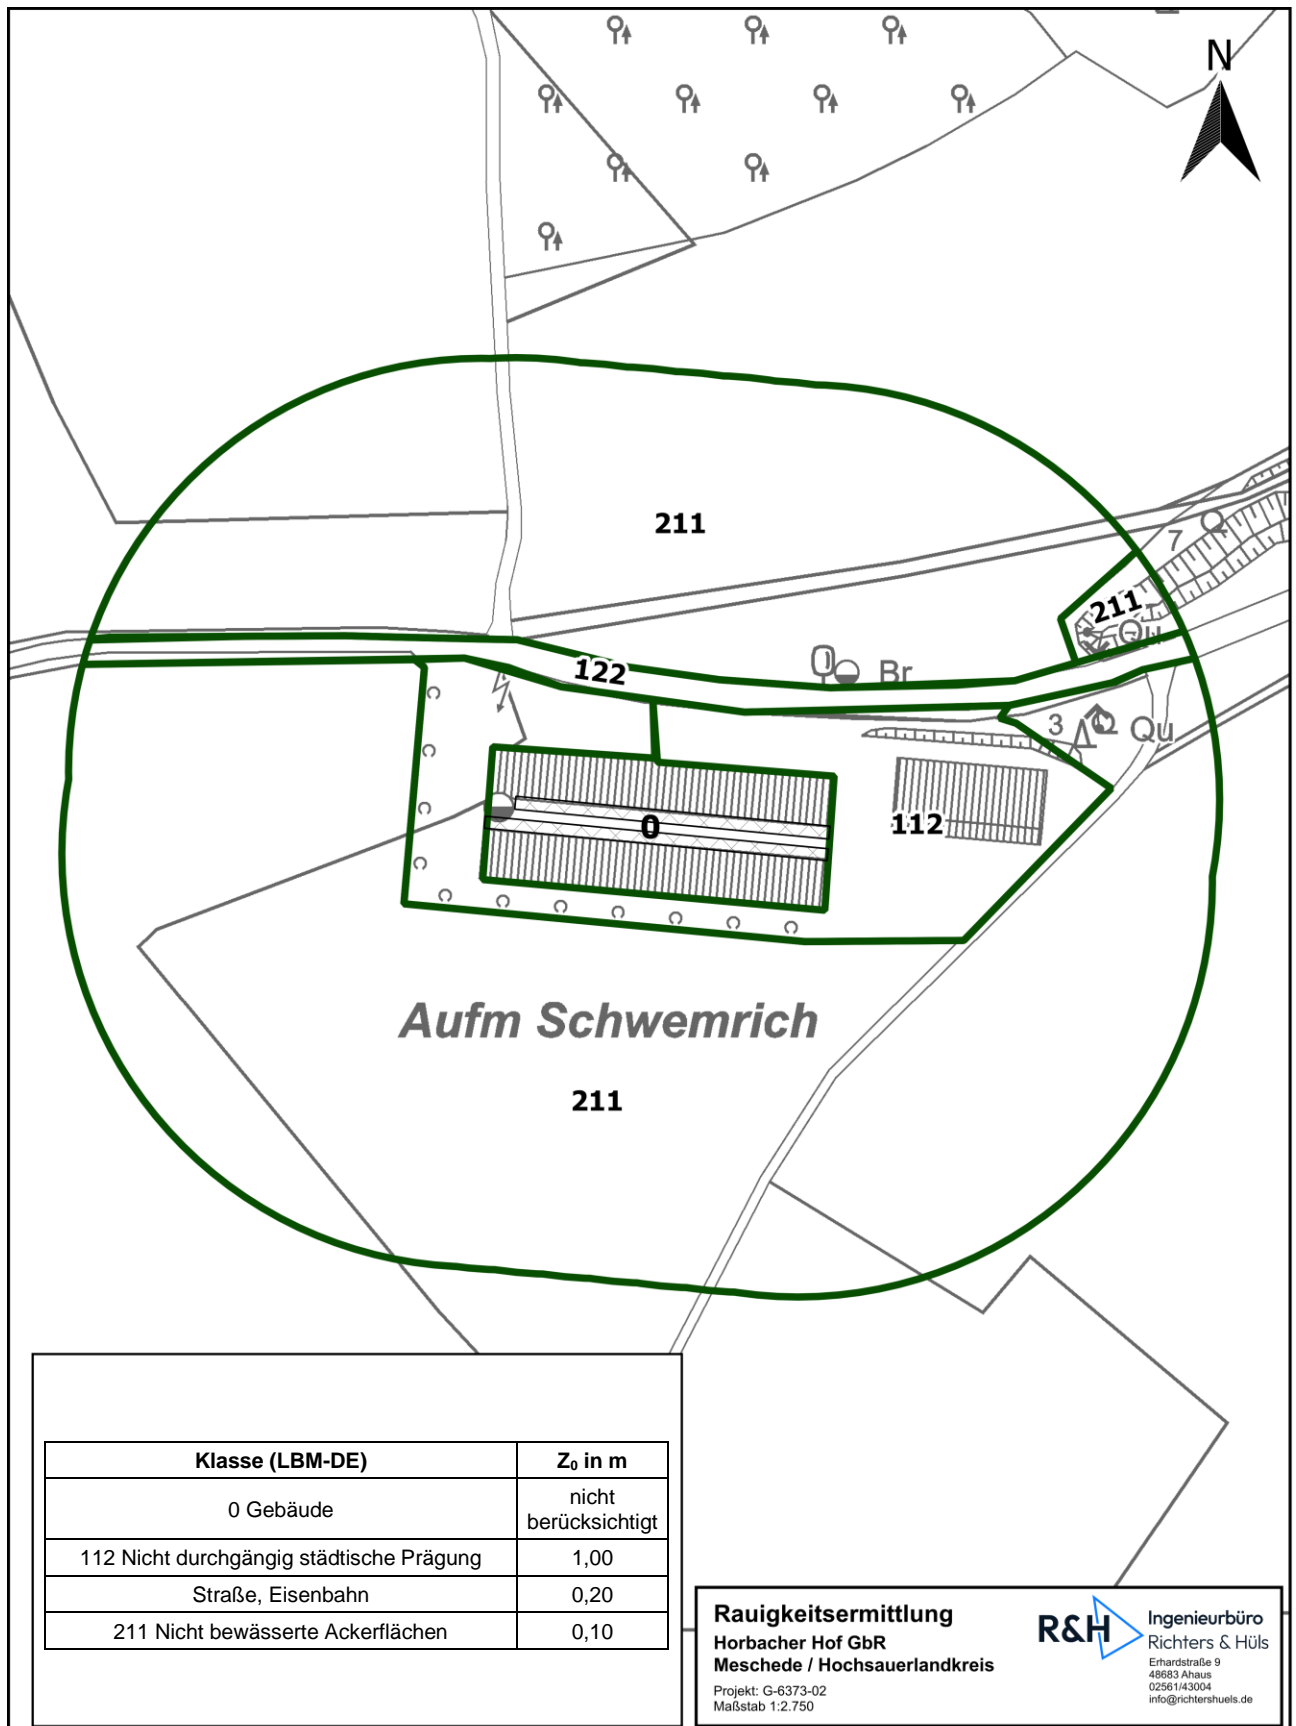 N
211
7
Q
211
Qu
122
Br
3
Q
Qu
0
112
Aufm Schwemrich
211
Klasse (LBM-DE) Z₀ in m
0 Gebäude nicht
berücksichtigt
112 Nicht durchgängig städtische Prägung 1,00
Straße, Eisenbahn 0,20
211 Nicht bewässerte Ackerflächen 0,10
Rauigkeitsermittlung
Horbacher Hof GbR
Meschede / Hochsauerlandkreis
Projekt: G-6373-02
Maßstab 1:2.750
R&H
Ingenieurbüro
Richters & Hüls
Erhardstraße 9
48683 Ahaus
02561/43004
info@richtershuels.de